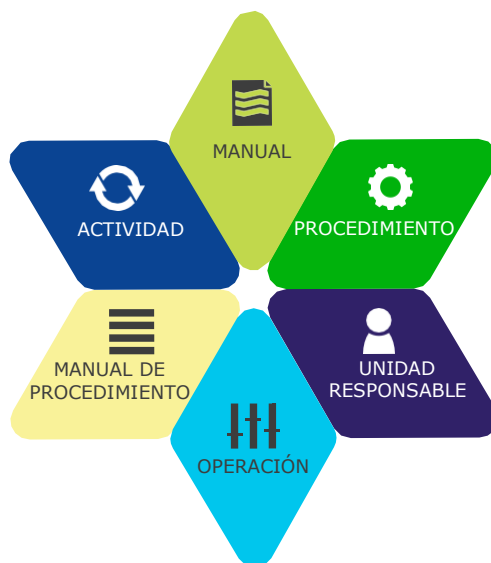 MANUAL
ACTIVIDAD
PROCEDIMIENTO
MANUAL DE
PROCEDIMIENTO
UNIDAD
RESPONSABLE
OPERACIÓN